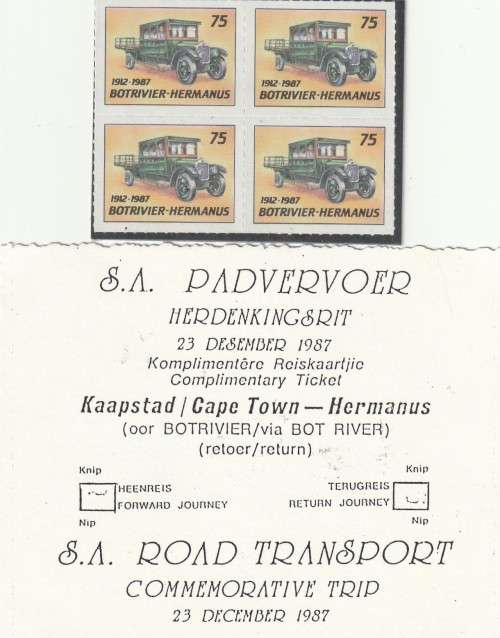 75
1912-1987
BOTRIVIER-HERMANUS
75
1912-1987
BOTRIVIER-HERMANUS
75
1912-1987
BOTRIVIER-HERMANUS
75
1912-1987
BOTRIVIER-HERMANUS
S.A. PADVERVOER
HERDENKINGSRIT
23 DESEMBER 1987
Komplimentêre Reiskaartjie
Complimentary Ticket
Kaapstad / Cape Town — Hermanus
(oor BOTRIVIER/via BOT RIVER)
(retoer/return)
Knip
HEENREIS
FORWARD JOURNEY
Nip
Knip
TERUGREIS
RETURN JOURNEY
Nip
S.A. ROAD TRANSPORT
COMMEMORATIVE TRIP
23 DECEMBER 1987